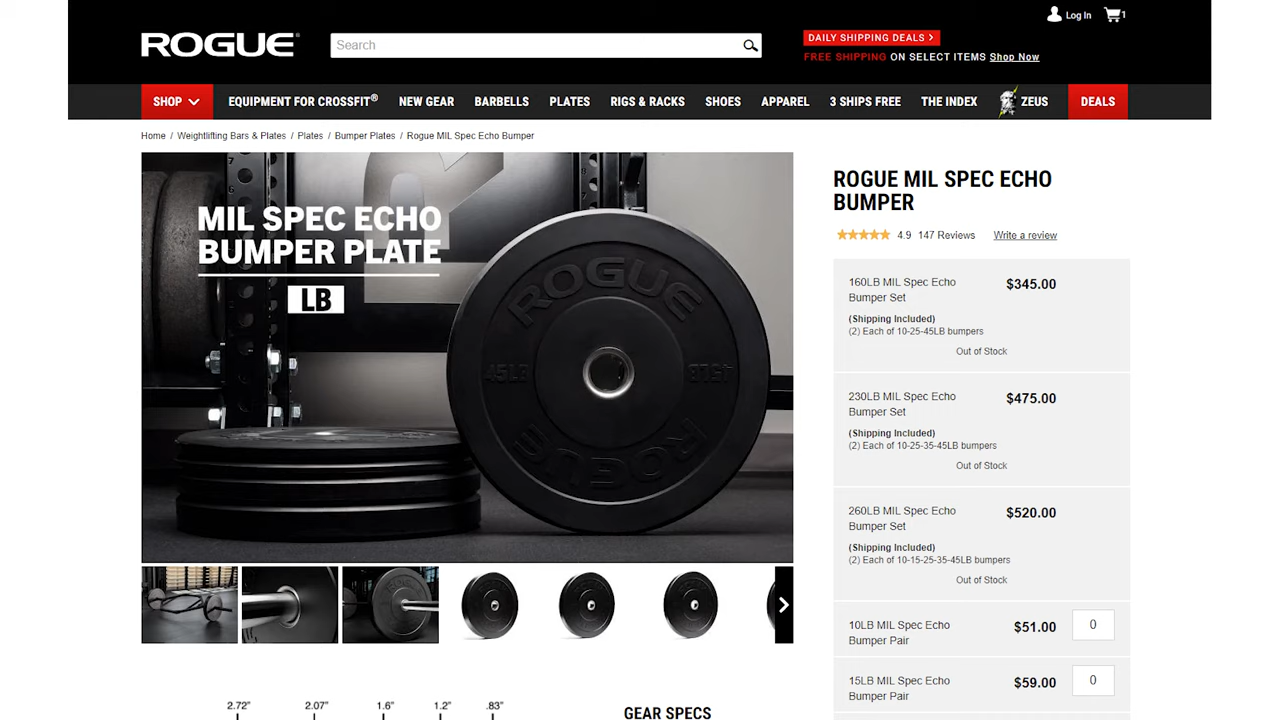 Log In
1
ROGUE
Search
DAILY SHIPPING DEALS >
FREE SHIPPING ON SELECT ITEMS Shop Now
SHOP
EQUIPMENT FOR CROSSFIT®
NEW GEAR
BARBELLS
PLATES
RIGS & RACKS
SHOES
APPAREL
3 SHIPS FREE
THE INDEX
ZEUS
DEALS
Home / Weightlifting Bars & Plates / Plates / Bumper Plates / Rogue MIL Spec Echo Bumper
MIL SPEC ECHO
BUMPER PLATE
LB
ROGUE
45LB
45LB
ROGUE
ROGUE MIL SPEC ECHO
BUMPER
4.9 147 Reviews Write a review
160LB MIL Spec Echo
Bumper Set
$345.00
(Shipping Included)
(2) Each of 10-25-45LB bumpers
Out of Stock
230LB MIL Spec Echo
Bumper Set
$475.00
(Shipping Included)
(2) Each of 10-25-35-45LB bumpers
Out of Stock
260LB MIL Spec Echo
Bumper Set
$520.00
(Shipping Included)
(2) Each of 10-15-25-35-45LB bumpers
Out of Stock
10LB MIL Spec Echo
Bumper Pair
$51.00
0
15LB MIL Spec Echo
Bumper Pair
$59.00
0
2.72" 2.07" 1.6" 1.2" .83"
GEAR SPECS